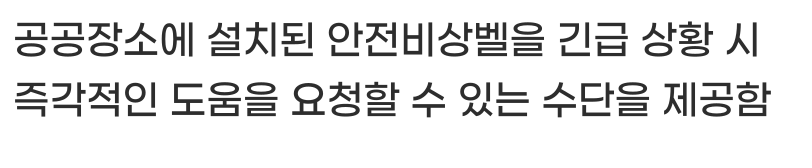 공공장소에 설치된 안전비상벨을 긴급 상황 시
즉각적인 도움을 요청할 수 있는 수단을 제공함